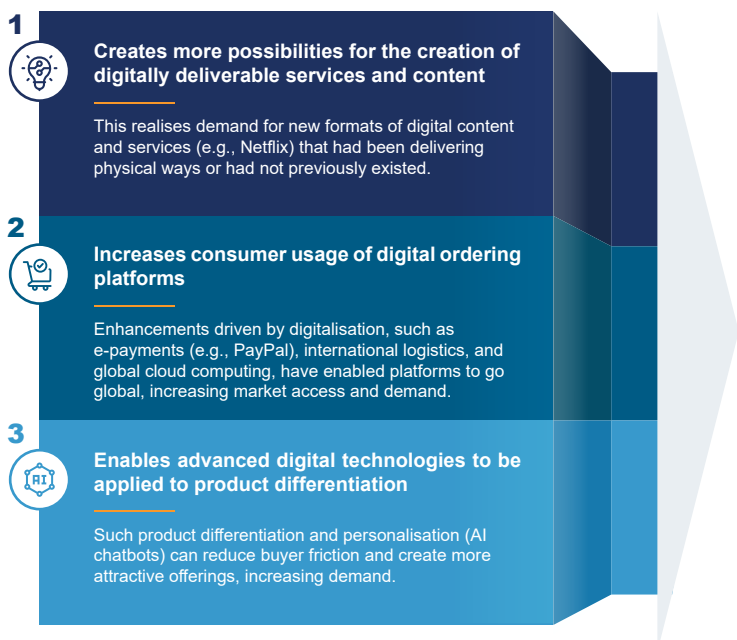 1
Creates more possibilities for the creation of
digitally deliverable services and content
This realises demand for new formats of digital content
and services (e.g., Netflix) that had been delivering
physical ways or had not previously existed.
2
Increases consumer usage of digital ordering
platforms
Enhancements driven by digitalisation, such as
e-payments (e.g., PayPal), international logistics, and
global cloud computing, have enabled platforms to go
global, increasing market access and demand.
3
AI
Enables advanced digital technologies to be
applied to product differentiation
Such product differentiation and personalisation (AI
chatbots) can reduce buyer friction and create more
attractive offerings, increasing demand.